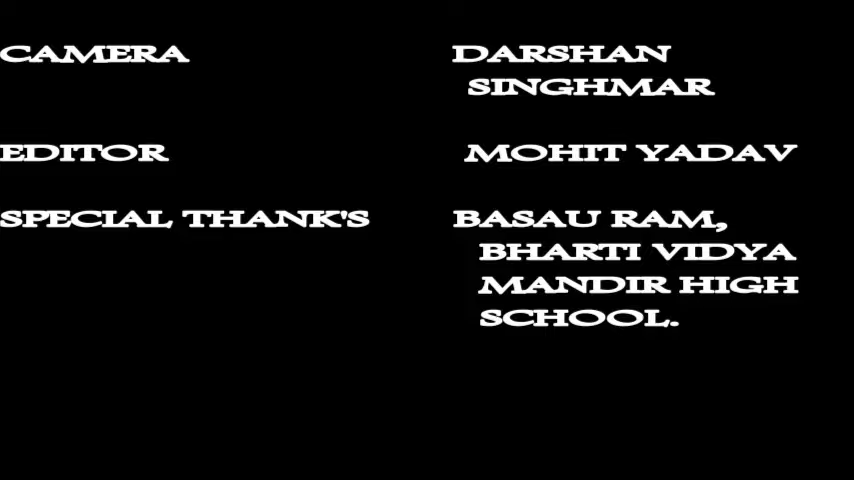 CAMERA DARSHAN
SINGHMAR
EDITOR MOHIT YADAV
SPECIAL THANK'S BASAU RAM,
BHARTI VIDYA
MANDIR HIGH
SCHOOL.